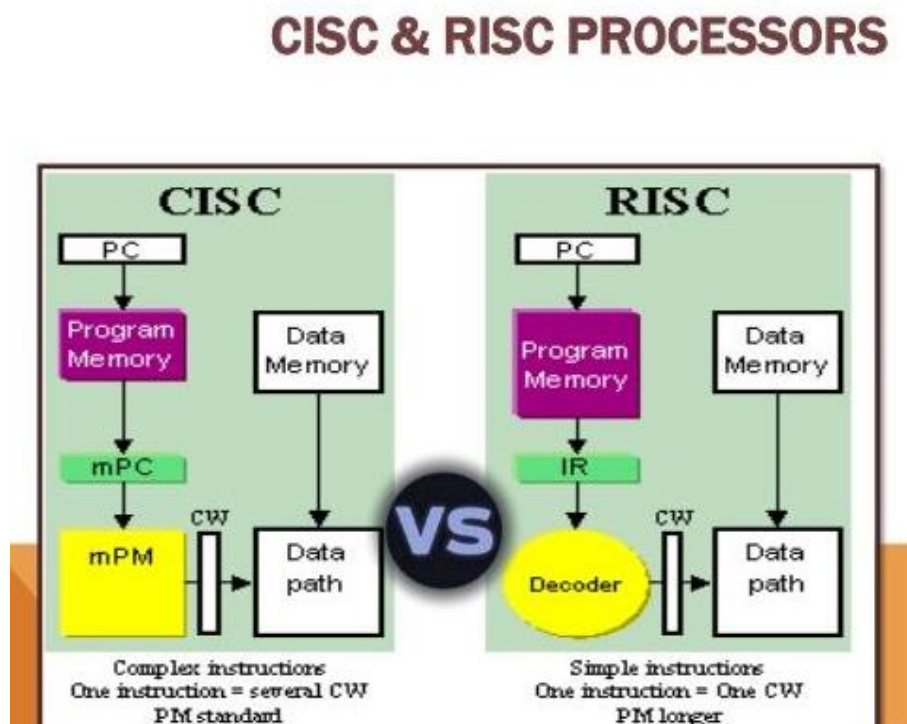 CISC & RISC PROCESSORS
CISC
PC
Program
Memory
Data
Memory
mPC
CW
mPM
Data
path
Complex instructions
One instruction = several CW
PM standard
VS
RISC
PC
Program
Memory
Data
Memory
IR
CW
Decoder
Data
path
Simple instructions
One instruction = One CW
PM longer